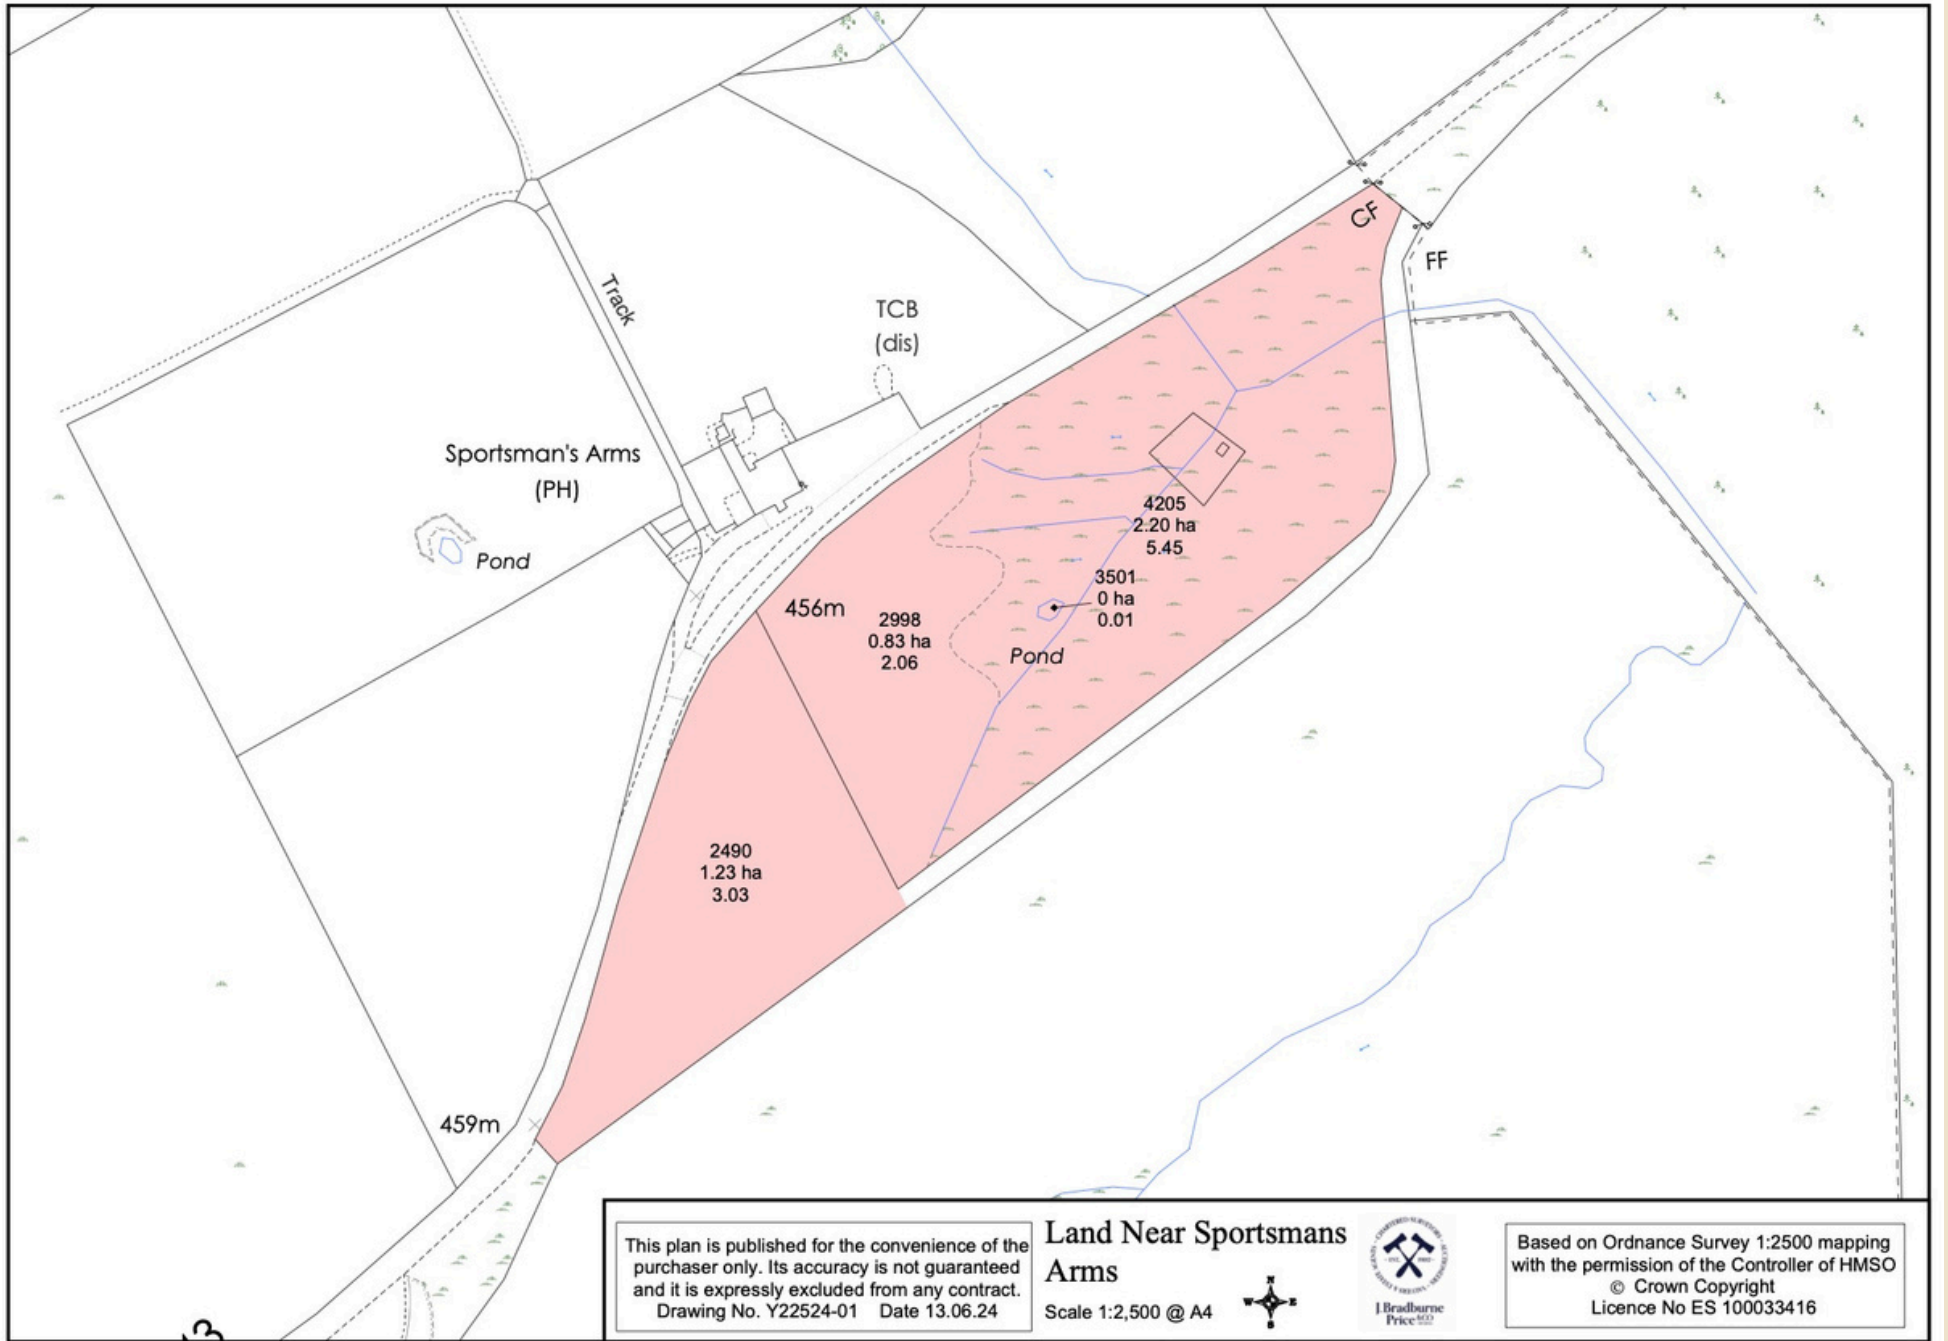 CF
FF
Track
TCB
(dis)
Sportsman's Arms
(PH)
Pond
4205
2.20 ha
5.45
3501
0 ha
0.01
456m
2998
0.83 ha
2.06
Pond
2490
1.23 ha
3.03
459m
This plan is published for the convenience of the
purchaser only. Its accuracy is not guaranteed
and it is expressly excluded from any contract.
Drawing No. Y22524-01 Date 13.06.24
Land Near Sportsmans
Arms
Scale 1:2,500 @ A4
N
W E
S
J.Bradburne
Price &CO
Based on Ordnance Survey 1:2500 mapping
with the permission of the Controller of HMSO
© Crown Copyright
Licence No ES 100033416